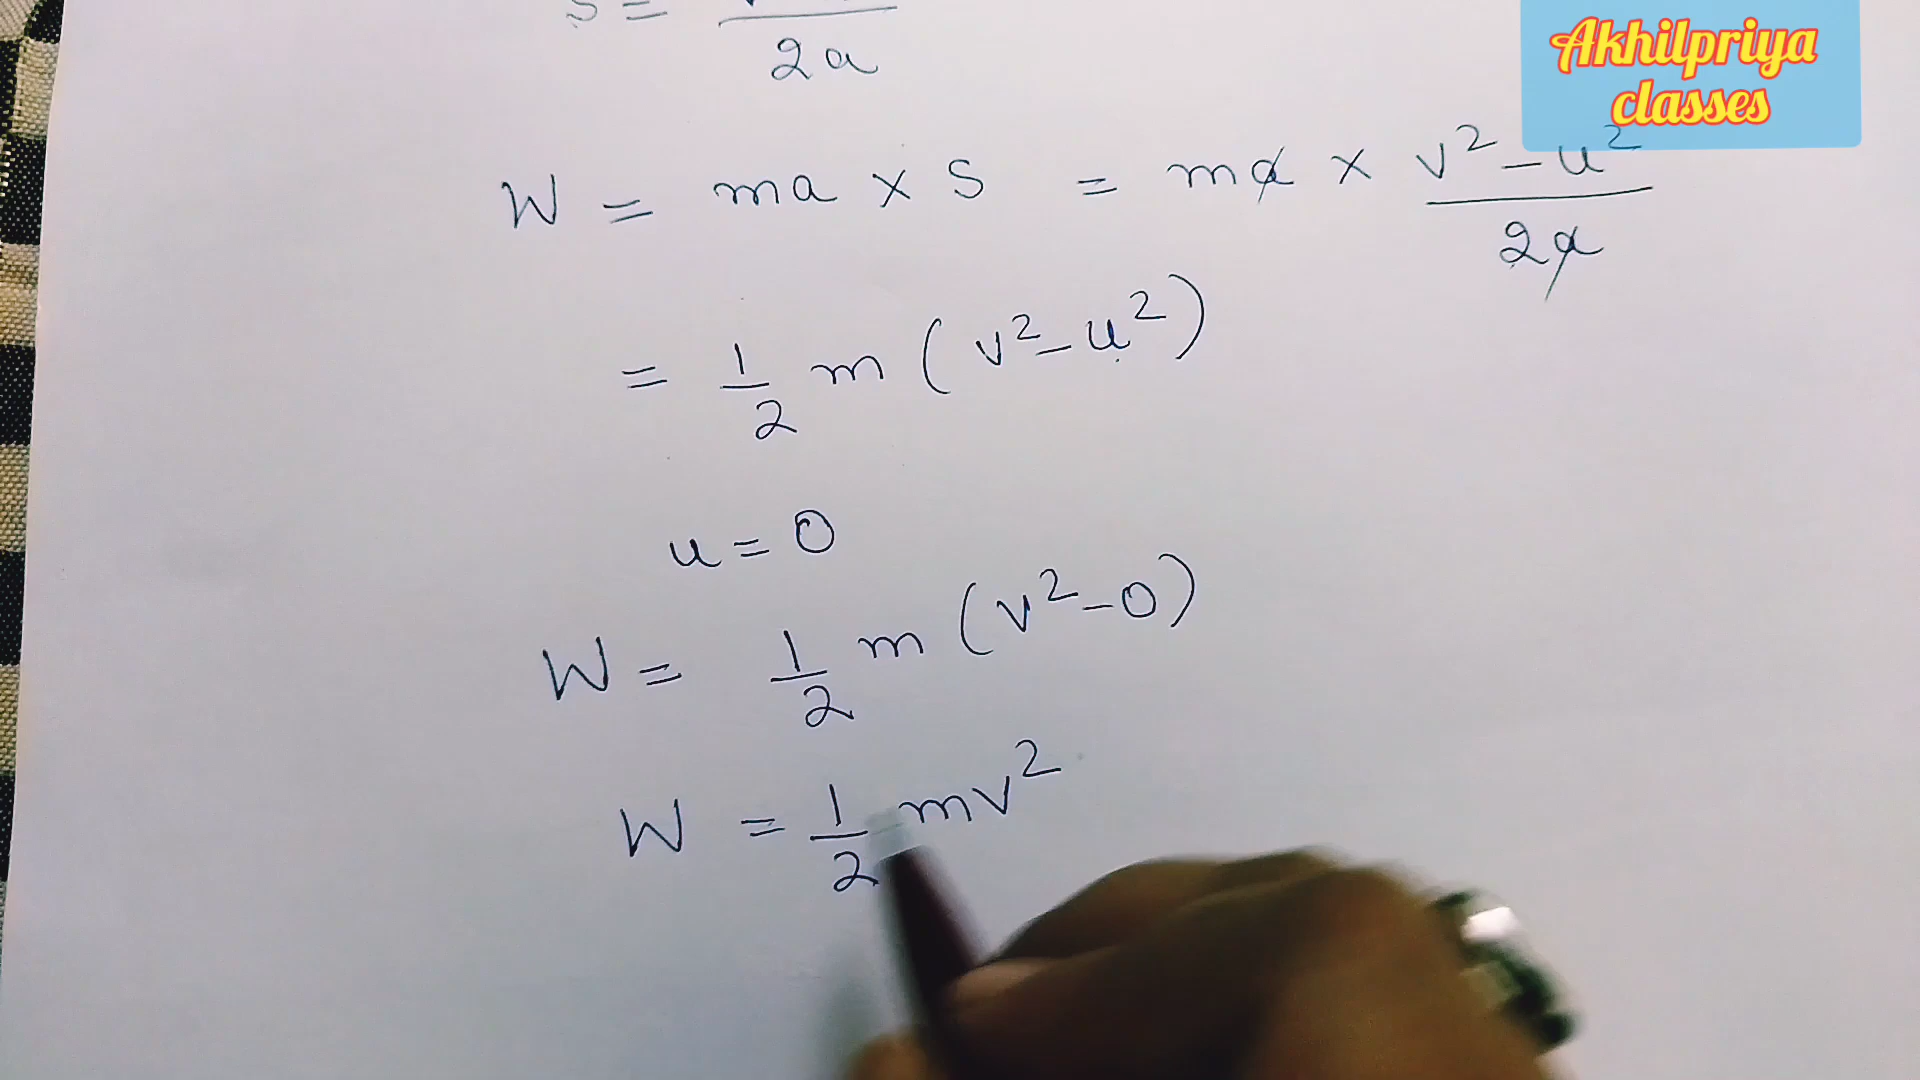 Akhilpriya
classes
S = ──
2a
W = ma × S = ma × v² − u² / 2a
= 1/2 m (v² − u²)
u = 0
W = 1/2 m (v² − 0)
W = 1/2 mv²